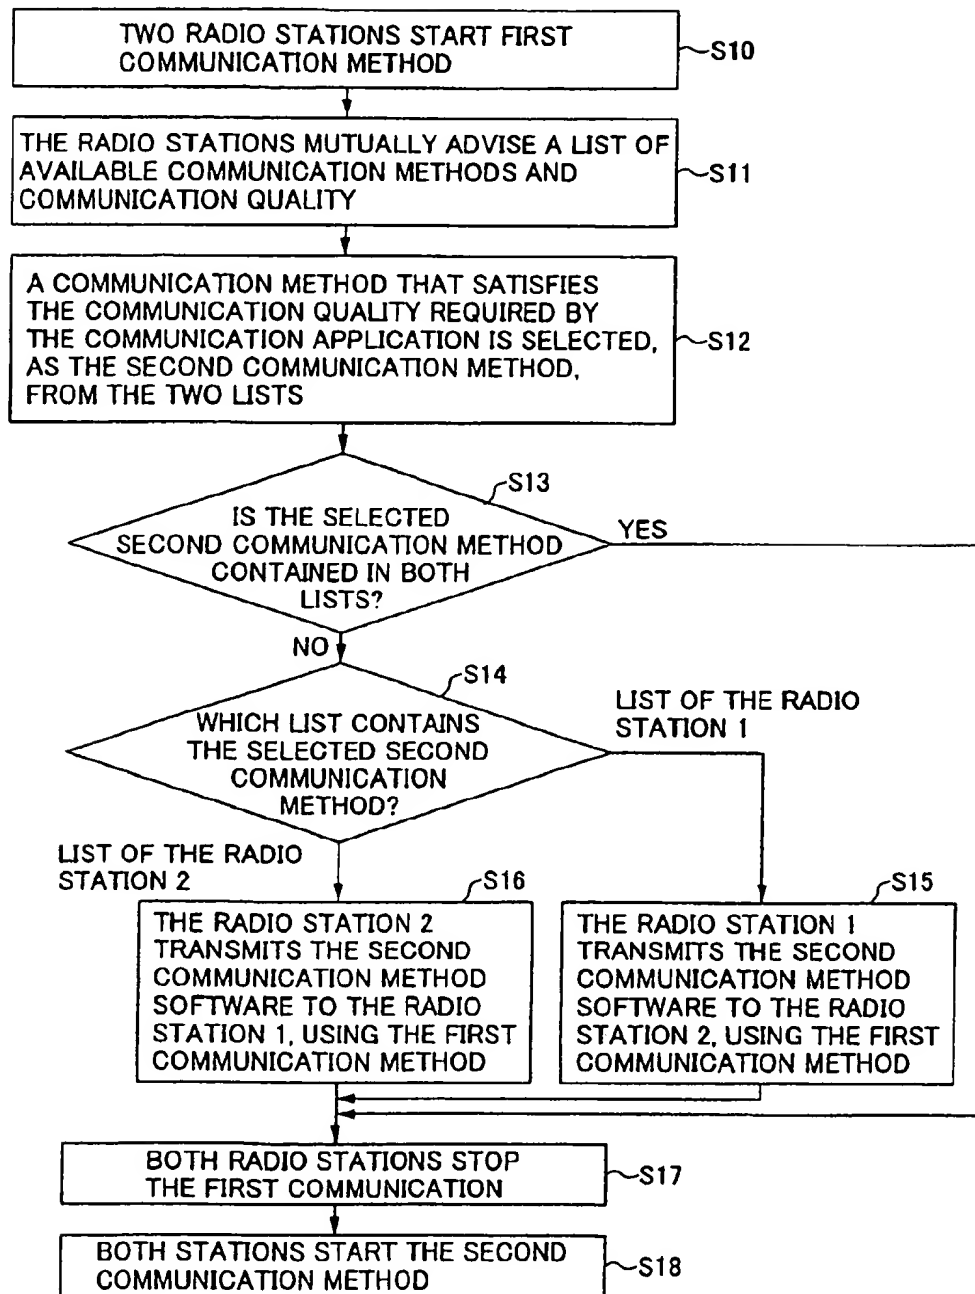 TWO RADIO STATIONS START FIRST
COMMUNICATION METHOD
S10
THE RADIO STATIONS MUTUALLY ADVISE A LIST OF
AVAILABLE COMMUNICATION METHODS AND
COMMUNICATION QUALITY
S11
A COMMUNICATION METHOD THAT SATISFIES
THE COMMUNICATION QUALITY REQUIRED BY
THE COMMUNICATION APPLICATION IS SELECTED,
AS THE SECOND COMMUNICATION METHOD,
FROM THE TWO LISTS
S12
S13
IS THE SELECTED
SECOND COMMUNICATION METHOD
CONTAINED IN BOTH
LISTS?
YES
NO
S14
WHICH LIST CONTAINS
THE SELECTED SECOND
COMMUNICATION
METHOD?
LIST OF THE RADIO
STATION 1
LIST OF THE RADIO
STATION 2
S16
THE RADIO STATION 2
TRANSMITS THE SECOND
COMMUNICATION METHOD
SOFTWARE TO THE RADIO
STATION 1, USING THE FIRST
COMMUNICATION METHOD
S15
THE RADIO STATION 1
TRANSMITS THE SECOND
COMMUNICATION METHOD
SOFTWARE TO THE RADIO
STATION 2, USING THE FIRST
COMMUNICATION METHOD
BOTH RADIO STATIONS STOP
THE FIRST COMMUNICATION
S17
BOTH STATIONS START THE SECOND
COMMUNICATION METHOD
S18